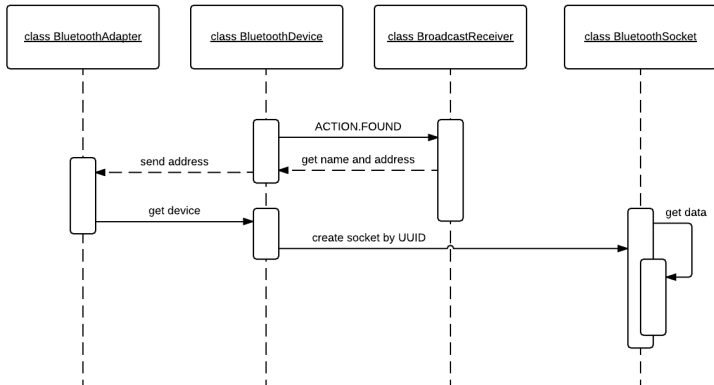 class BluetoothAdapter
class BluetoothDevice
class BroadcastReceiver
class BluetoothSocket
ACTION.FOUND
get name and address
send address
get device
get data
create socket by UUID